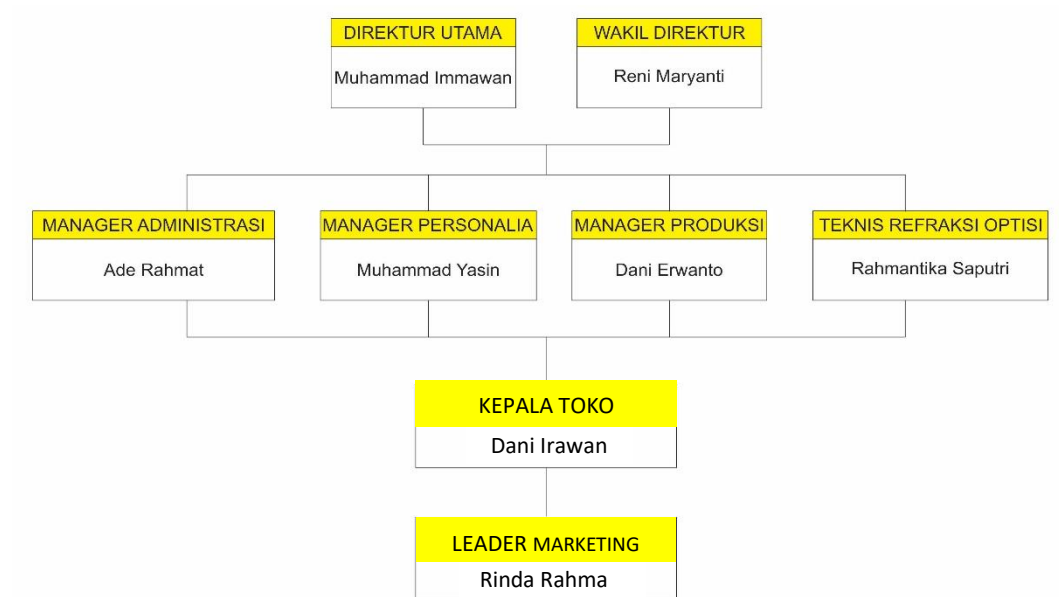 DIREKTUR UTAMA
Muhammad Immawan
WAKIL DIREKTUR
Reni Maryanti
MANAGER ADMINISTRASI
Ade Rahmat
MANAGER PERSONALIA
Muhammad Yasin
MANAGER PRODUKSI
Dani Erwanto
TEKNIS REFRAKSI OPTISI
Rahmantika Saputri
KEPALA TOKO
Dani Irawan
LEADER MARKETING
Rinda Rahma